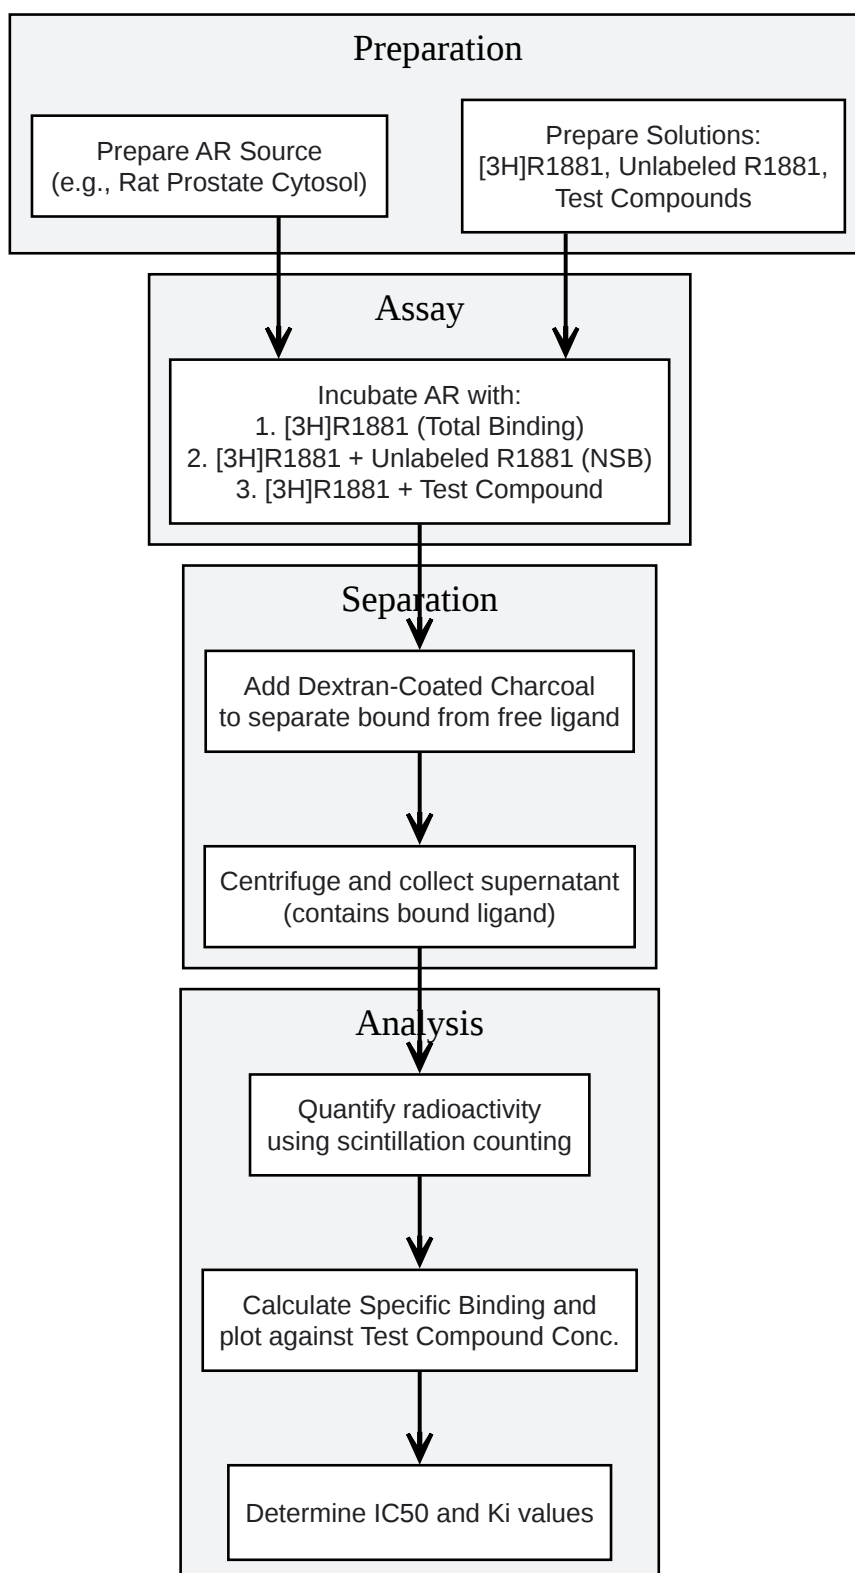 Preparation
Prepare AR Source
(e.g., Rat Prostate Cytosol)
Prepare Solutions:
[3H]R1881, Unlabeled R1881,
Test Compounds
Assay
Incubate AR with:
1. [3H]R1881 (Total Binding)
2. [3H]R1881 + Unlabeled R1881 (NSB)
3. [3H]R1881 + Test Compound
Separation
Add Dextran-Coated Charcoal
to separate bound from free ligand
Centrifuge and collect supernatant
(contains bound ligand)
Analysis
Quantify radioactivity
using scintillation counting
Calculate Specific Binding and
plot against Test Compound Conc.
Determine IC50 and Ki values